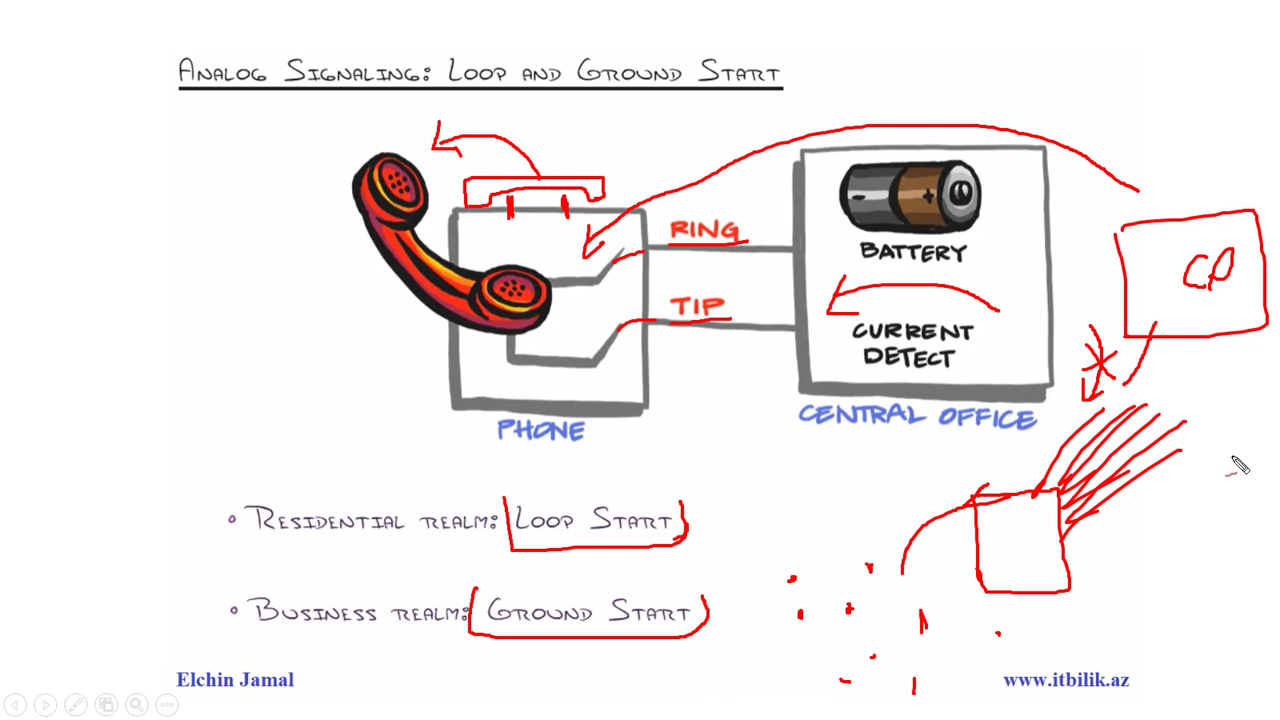 Analog Signaling: Loop and Ground Start
RING
BATTERY
TIP
CURRENT
DETECT
PHONE
CENTRAL OFFICE
• Residential realm: Loop Start
• Business realm: Ground Start
Elchin Jamal
www.itbilik.az